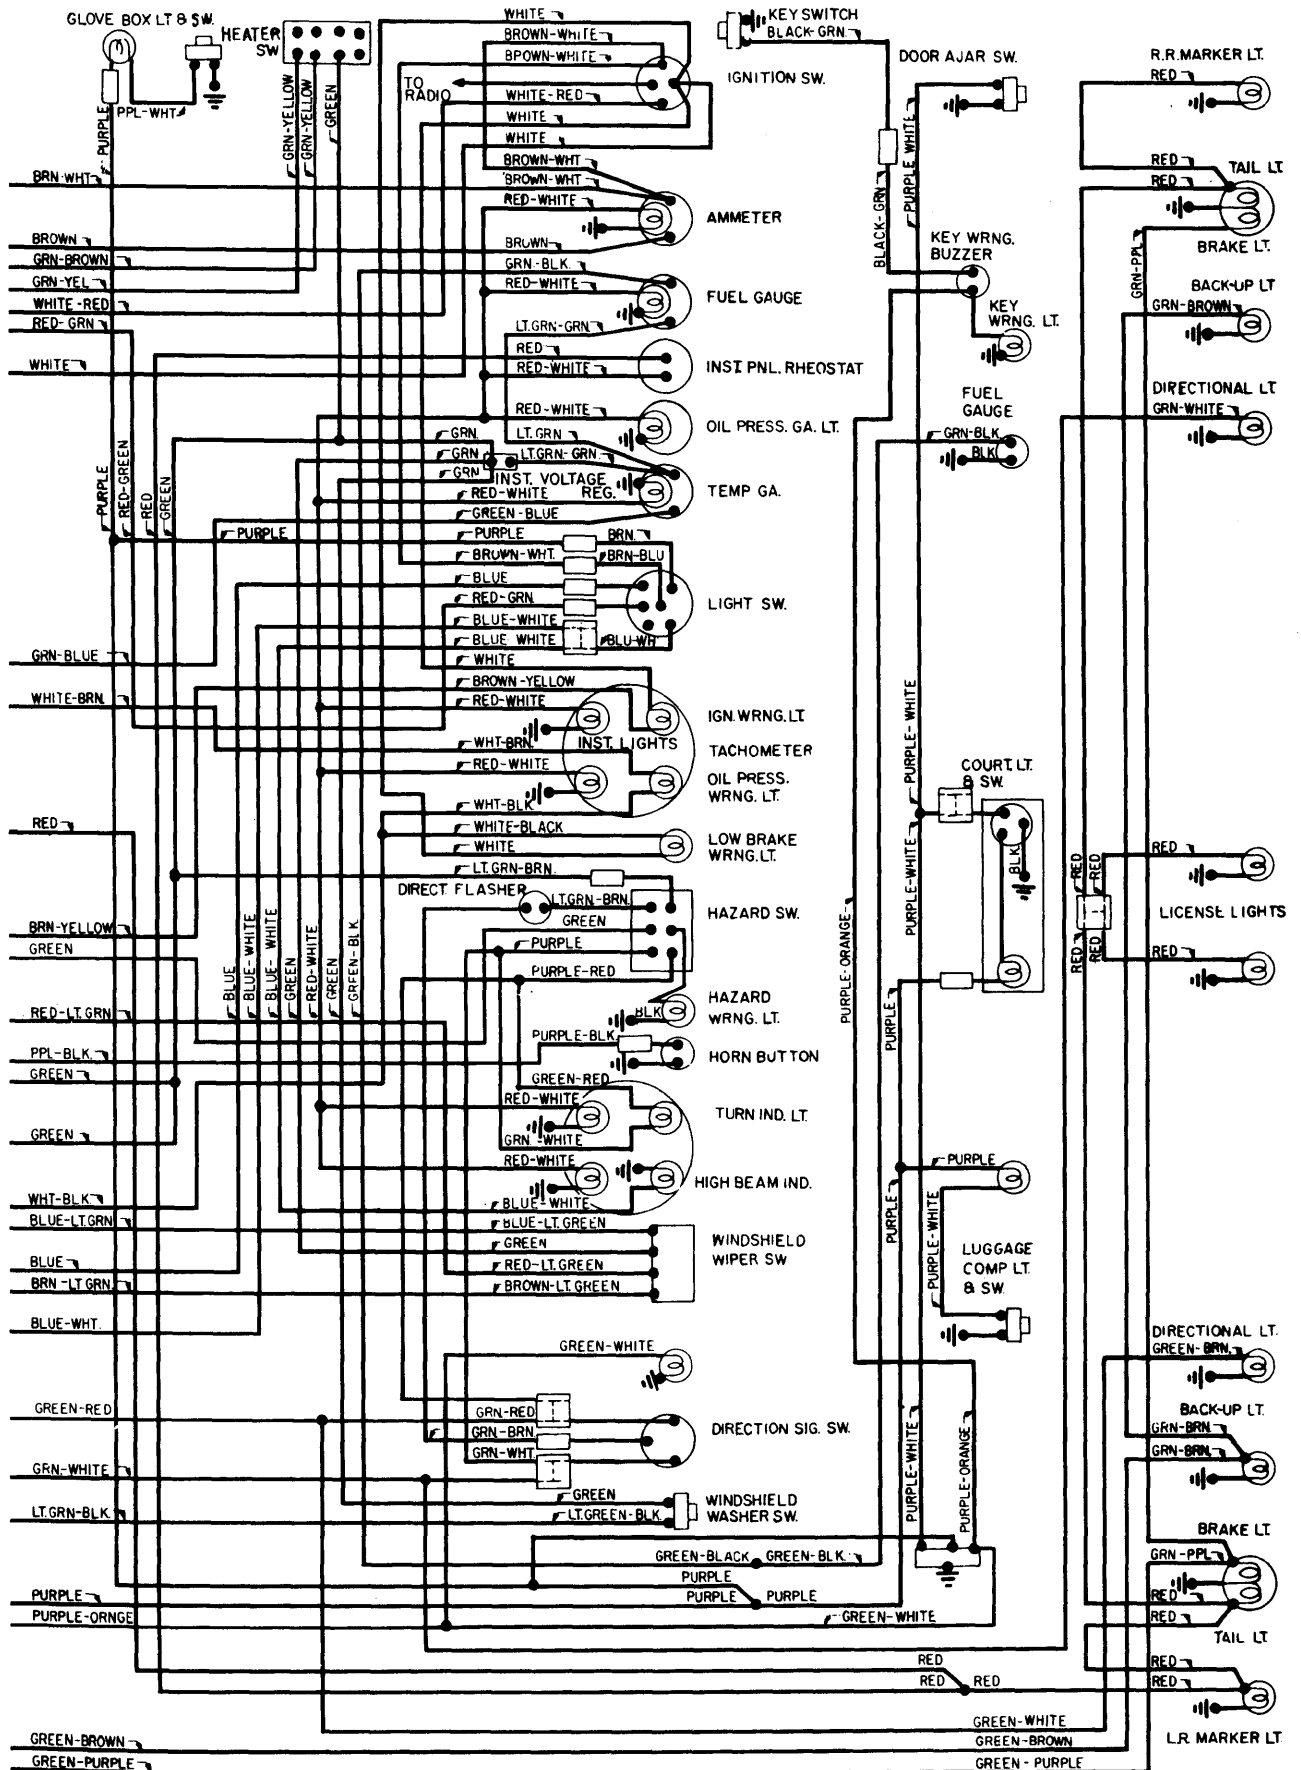 GLOVE BOX LT & SW.
HEATER
SW
WHITE
BROWN-WHITE
BROWN-WHITE
KEY SWITCH
BLACK-GRN.
DOOR AJAR SW.
R.R. MARKER LT.
RED
IGNITION SW.
TO
RADIO
WHITE-RED
WHITE
WHITE
PPL-WHT
PURPLE
GRN-YELLOW
GRN-YELLOW
GREEN
BROWN-WHT
BROWN-WHT
RED-WHITE
AMMETER
BROWN
BRN-WHT
BROWN
GRN-BROWN
GRN-YEL
WHITE-RED
RED-GRN
WHITE
GRN-BLK.
RED-WHITE
FUEL GAUGE
LT.GRN-GRN.
RED
RED-WHITE
INST. PNL. RHEOSTAT
RED-WHITE
OIL PRESS. GA. LT.
GRN.
LT.GRN
GRN
LT.GRN-GRN.
GRN
INST. VOLTAGE
REG.
RED-WHITE
TEMP GA.
GREEN-BLUE
PURPLE
RED-GREEN
RED
GREEN
PURPLE
PURPLE
BRN.
BROWN-WHT.
BRN-BLU
BLUE
RED-GRN.
LIGHT SW.
BLUE-WHITE
BLUE WHITE
BLU-WH
GRN-BLUE
WHITE
BROWN-YELLOW
WHITE-BRN.
RED-WHITE
IGN. WRNG. LT.
INST. LIGHTS
TACHOMETER
WHT-BRN.
RED-WHITE
OIL PRESS.
WRNG. LT.
WHT-BLK
WHITE-BLACK
WHITE
LOW BRAKE
WRNG. LT.
RED
LT.GRN-BRN.
DIRECT. FLASHER
LT.GRN-BRN.
HAZARD SW.
GREEN
PURPLE
PURPLE-RED
BRN-YELLOW
GREEN
BLUE
BLUE-WHITE
BLUE-WHITE
GREEN
RED-WHITE
GREEN
GREEN-BLK
HAZARD
WRNG. LT.
BLK
RED-LT.GRN
PPL-BLK.
GREEN
PURPLE-BLK.
HORN BUTTON
GREEN-RED
RED-WHITE
TURN IND. LT.
GRN.-WHITE
GREEN
RED-WHITE
HIGH BEAM IND.
WHT-BLK
BLUE-LT.GRN
BLUE-WHITE
BLUE-LT. GREEN
GREEN
RED-LT. GREEN
BROWN-LT. GREEN
WINDSHIELD
WIPER SW
BLUE
BRN-LT GRN.
BLUE-WHT.
GREEN-WHITE
GREEN-RED
GRN-RED
GRN-BRN.
GRN-WHT.
DIRECTION SIG. SW.
GRN-WHITE
GREEN
LT.GREEN-BLK.
WINDSHIELD
WASHER SW.
LT.GRN-BLK.
GREEN-BLACK
GREEN-BLK.
PURPLE
PURPLE
PURPLE
PURPLE
PURPLE-ORNGE
GREEN-WHITE
RED
RED
RED
GREEN-WHITE
GREEN-BROWN
GREEN-BROWN
GREEN-PURPLE
GREEN-PURPLE
PURPLE WHITE
BLACK-GRN
KEY WRNG.
BUZZER
KEY
WRNG. LT.
FUEL
GAUGE
GRN-BLK
BLK
PURPLE-WHITE
COURT. LT.
& SW.
BLK
PURPLE-WHITE
PURPLE-ORANGE
PURPLE
PURPLE
PURPLE
PURPLE-WHITE
LUGGAGE
COMP LT.
& SW.
PURPLE-WHITE
PURPLE-ORANGE
RED
RED
TAIL LT.
BRAKE LT.
GRN-PPL
BACK-UP LT
GRN-BROWN
DIRECTIONAL LT.
GRN-WHITE
RED
RED
RED
LICENSE LIGHTS
RED
RED
RED
DIRECTIONAL LT.
GREEN-BRN.
BACK-UP LT.
GRN-BRN.
GRN-BRN.
BRAKE LT.
GRN-PPL
RED
RED
TAIL LT
RED
RED
L.R. MARKER LT.